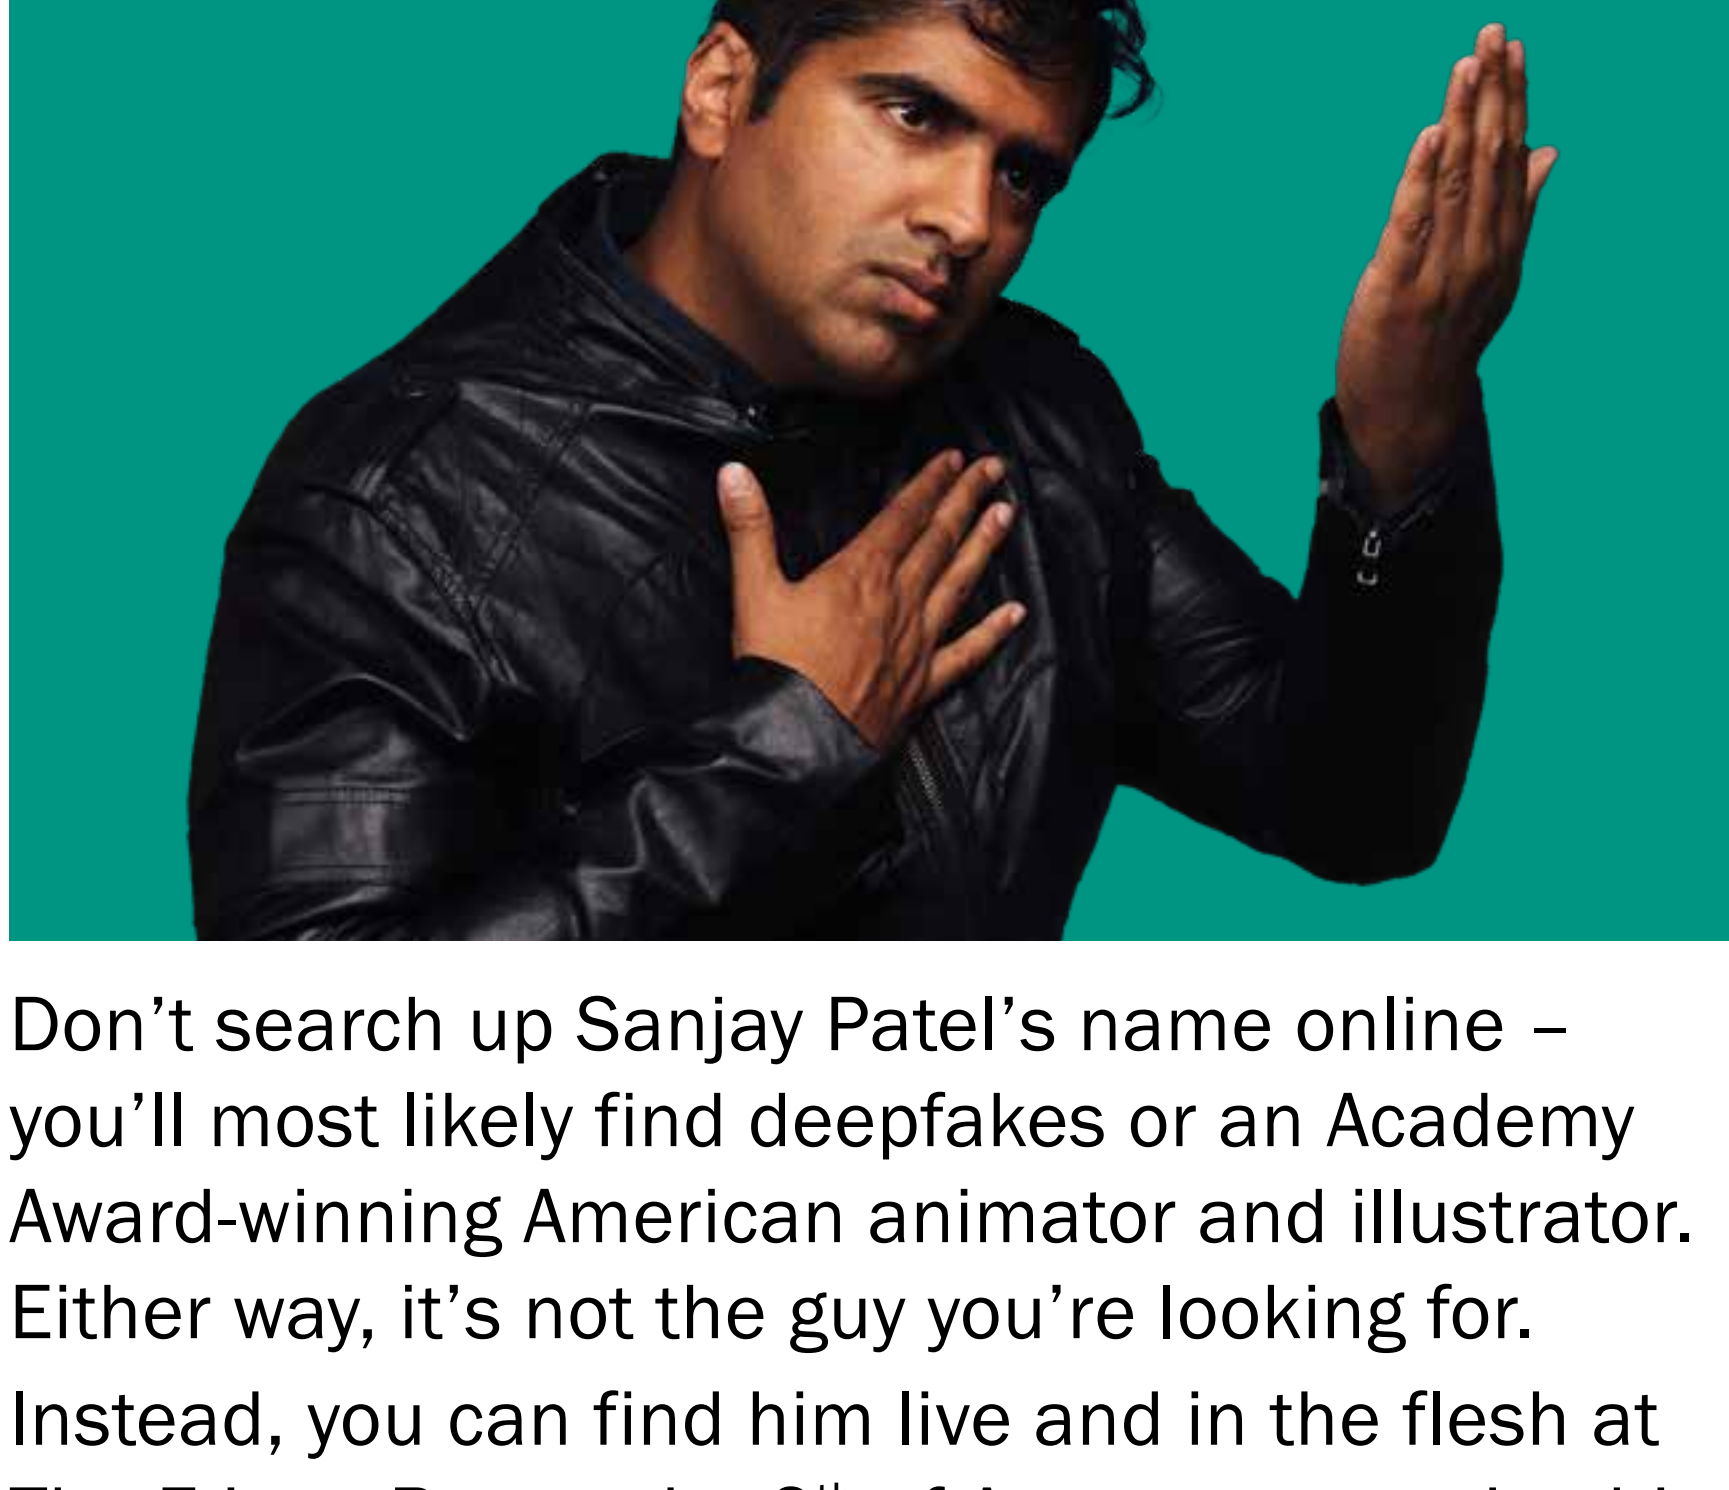 Don’t search up Sanjay Patel’s name online –
you’ll most likely find deepfakes or an Academy
Award-winning American animator and illustrator.
Either way, it’s not the guy you’re looking for.
Instead, you can find him live and in the flesh at